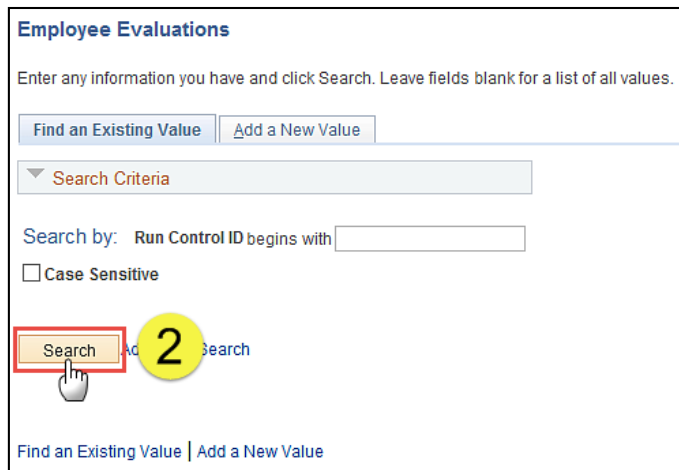 Employee Evaluations
Enter any information you have and click Search. Leave fields blank for a list of all values.
Find an Existing Value Add a New Value
Search Criteria
Search by: Run Control ID begins with
Case Sensitive
Search 2 Search
Find an Existing Value | Add a New Value